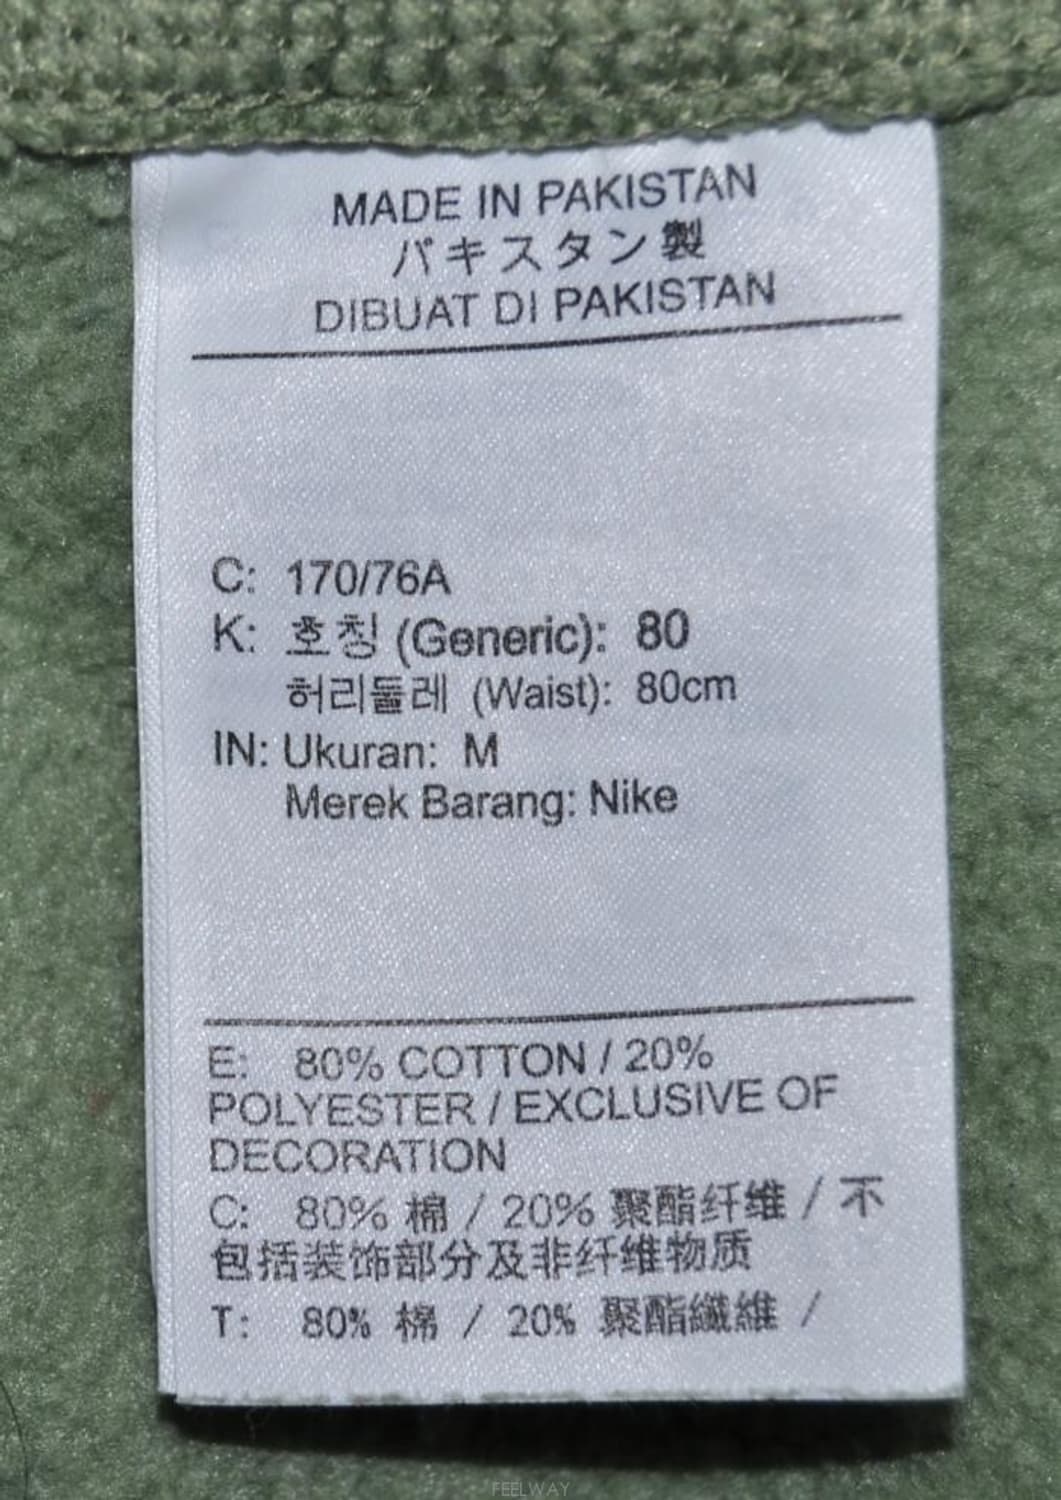 MADE IN PAKISTAN
パキスタン製
DIBUAT DI PAKISTAN
C: 170/76A
K: 호칭 (Generic): 80
허리둘레 (Waist): 80cm
IN: Ukuran: M
Merek Barang: Nike
E: 80% COTTON / 20%
POLYESTER / EXCLUSIVE OF
DECORATION
C: 80% 棉 / 20% 聚酯纤维 / 不
包括装饰部分及非纤维物质
T: 80% 棉 / 20% 聚酯纖維 /
FEELWAY